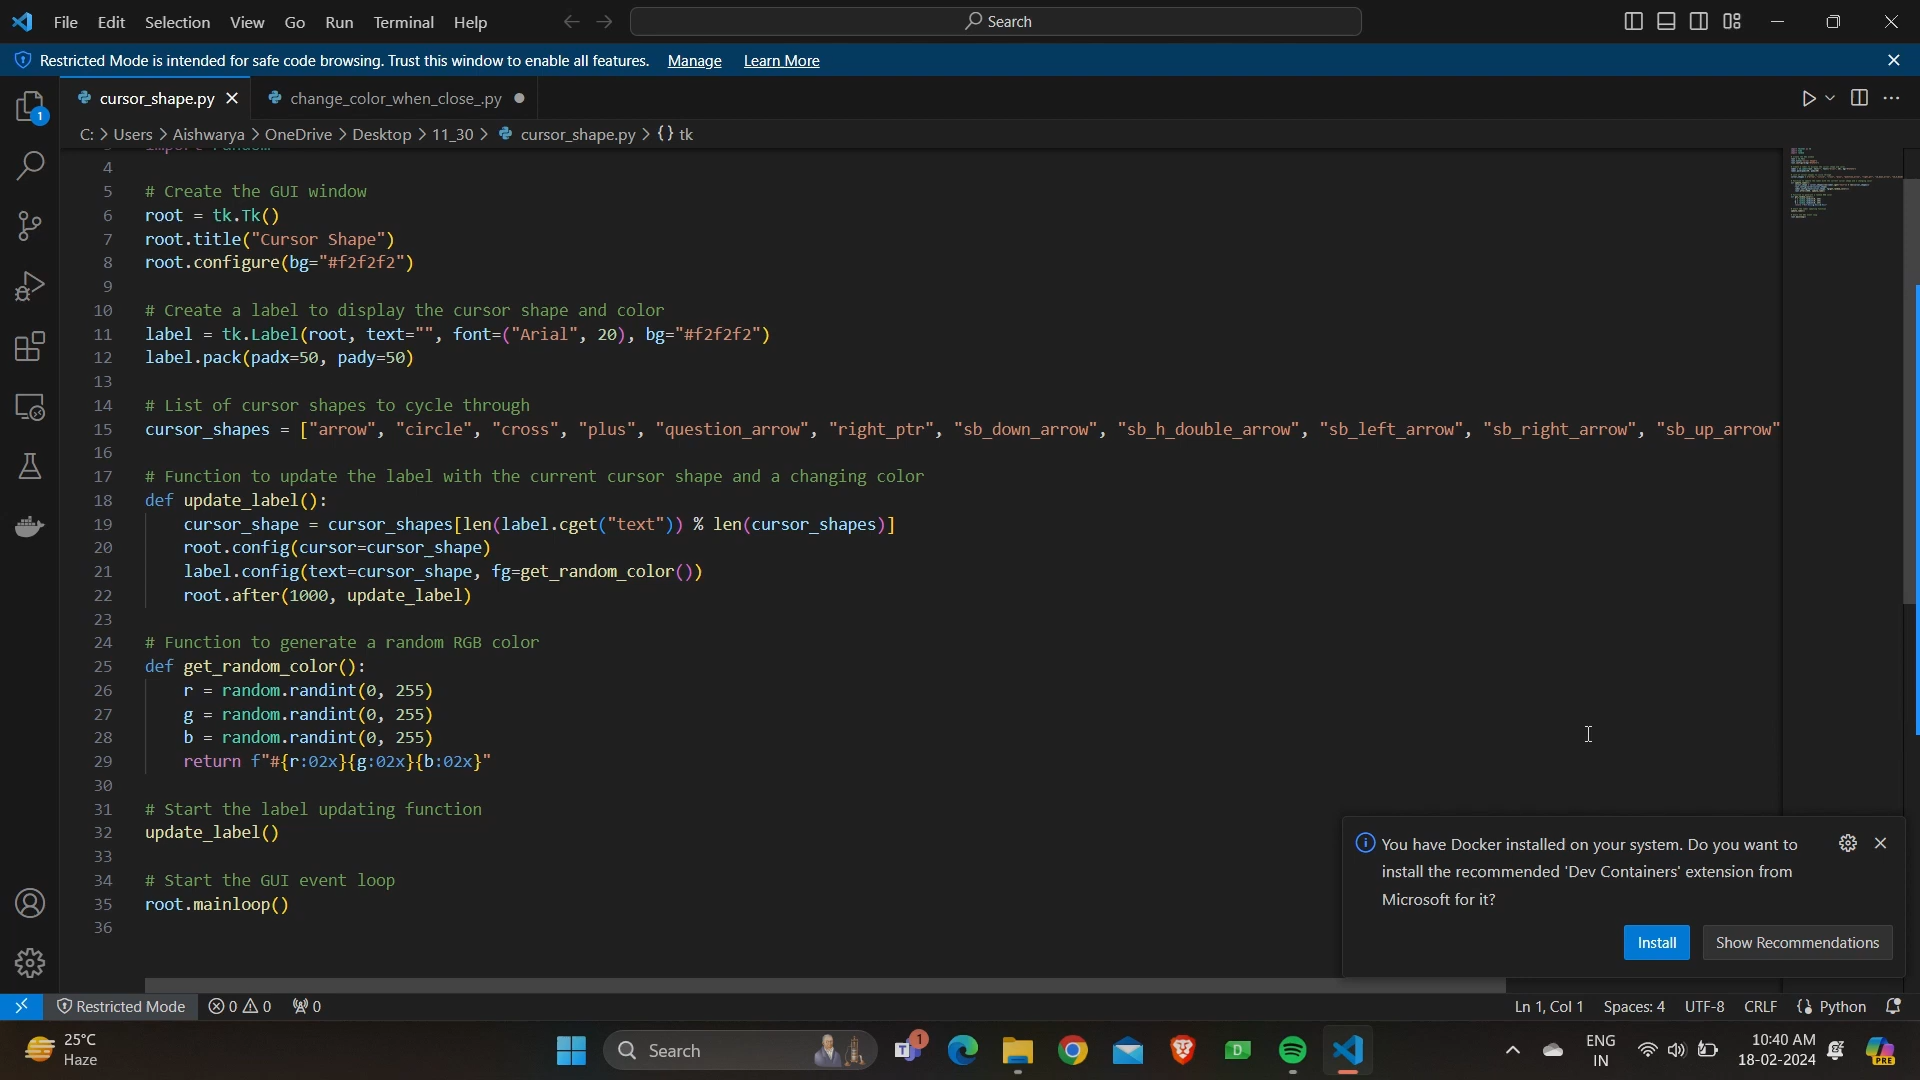 File Edit Selection View Go Run Terminal Help
Search
Restricted Mode is intended for safe code browsing. Trust this window to enable all features. Manage Learn More
1
cursor_shape.py
change_color_when_close_.py
C: > Users > Aishwarya > OneDrive > Desktop > 11_30 > cursor_shape.py > {} tk
4
5 # Create the GUI window
6 root = tk.Tk()
7 root.title("Cursor Shape")
8 root.configure(bg="#f2f2f2")
9
10 # Create a label to display the cursor shape and color
11 label = tk.Label(root, text="", font=("Arial", 20), bg="#f2f2f2")
12 label.pack(padx=50, pady=50)
13
14 # List of cursor shapes to cycle through
15 cursor_shapes = ["arrow", "circle", "cross", "plus", "question_arrow", "right_ptr", "sb_down_arrow", "sb_h_double_arrow", "sb_left_arrow", "sb_right_arrow", "sb_up_arrow"
16
17 # Function to update the label with the current cursor shape and a changing color
18 def update_label():
19 cursor_shape = cursor_shapes[len(label.cget("text")) % len(cursor_shapes)]
20 root.config(cursor=cursor_shape)
21 label.config(text=cursor_shape, fg=get_random_color())
22 root.after(1000, update_label)
23
24 # Function to generate a random RGB color
25 def get_random_color():
26 r = random.randint(0, 255)
27 g = random.randint(0, 255)
28 b = random.randint(0, 255)
29 return f"#{r:02x}{g:02x}{b:02x}"
30
31 # Start the label updating function
32 update_label()
33
34 # Start the GUI event loop
35 root.mainloop()
36
You have Docker installed on your system. Do you want to
install the recommended 'Dev Containers' extension from
Microsoft for it?
Install
Show Recommendations
Restricted Mode 0 0 0
Ln 1, Col 1 Spaces: 4 UTF-8 CRLF {} Python
25°C
Haze
Search
1
ENG
IN
10:40 AM
18-02-2024
PRE